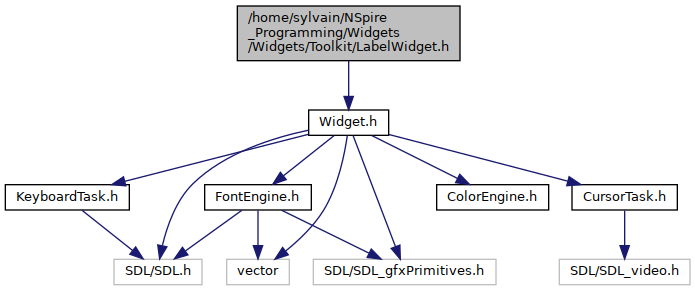 /home/sylvain/NSpire
_Programming/Widgets
/Widgets/Toolkit/LabelWidget.h
Widget.h
KeyboardTask.h
FontEngine.h
ColorEngine.h
CursorTask.h
SDL/SDL.h
vector
SDL/SDL_gfxPrimitives.h
SDL/SDL_video.h